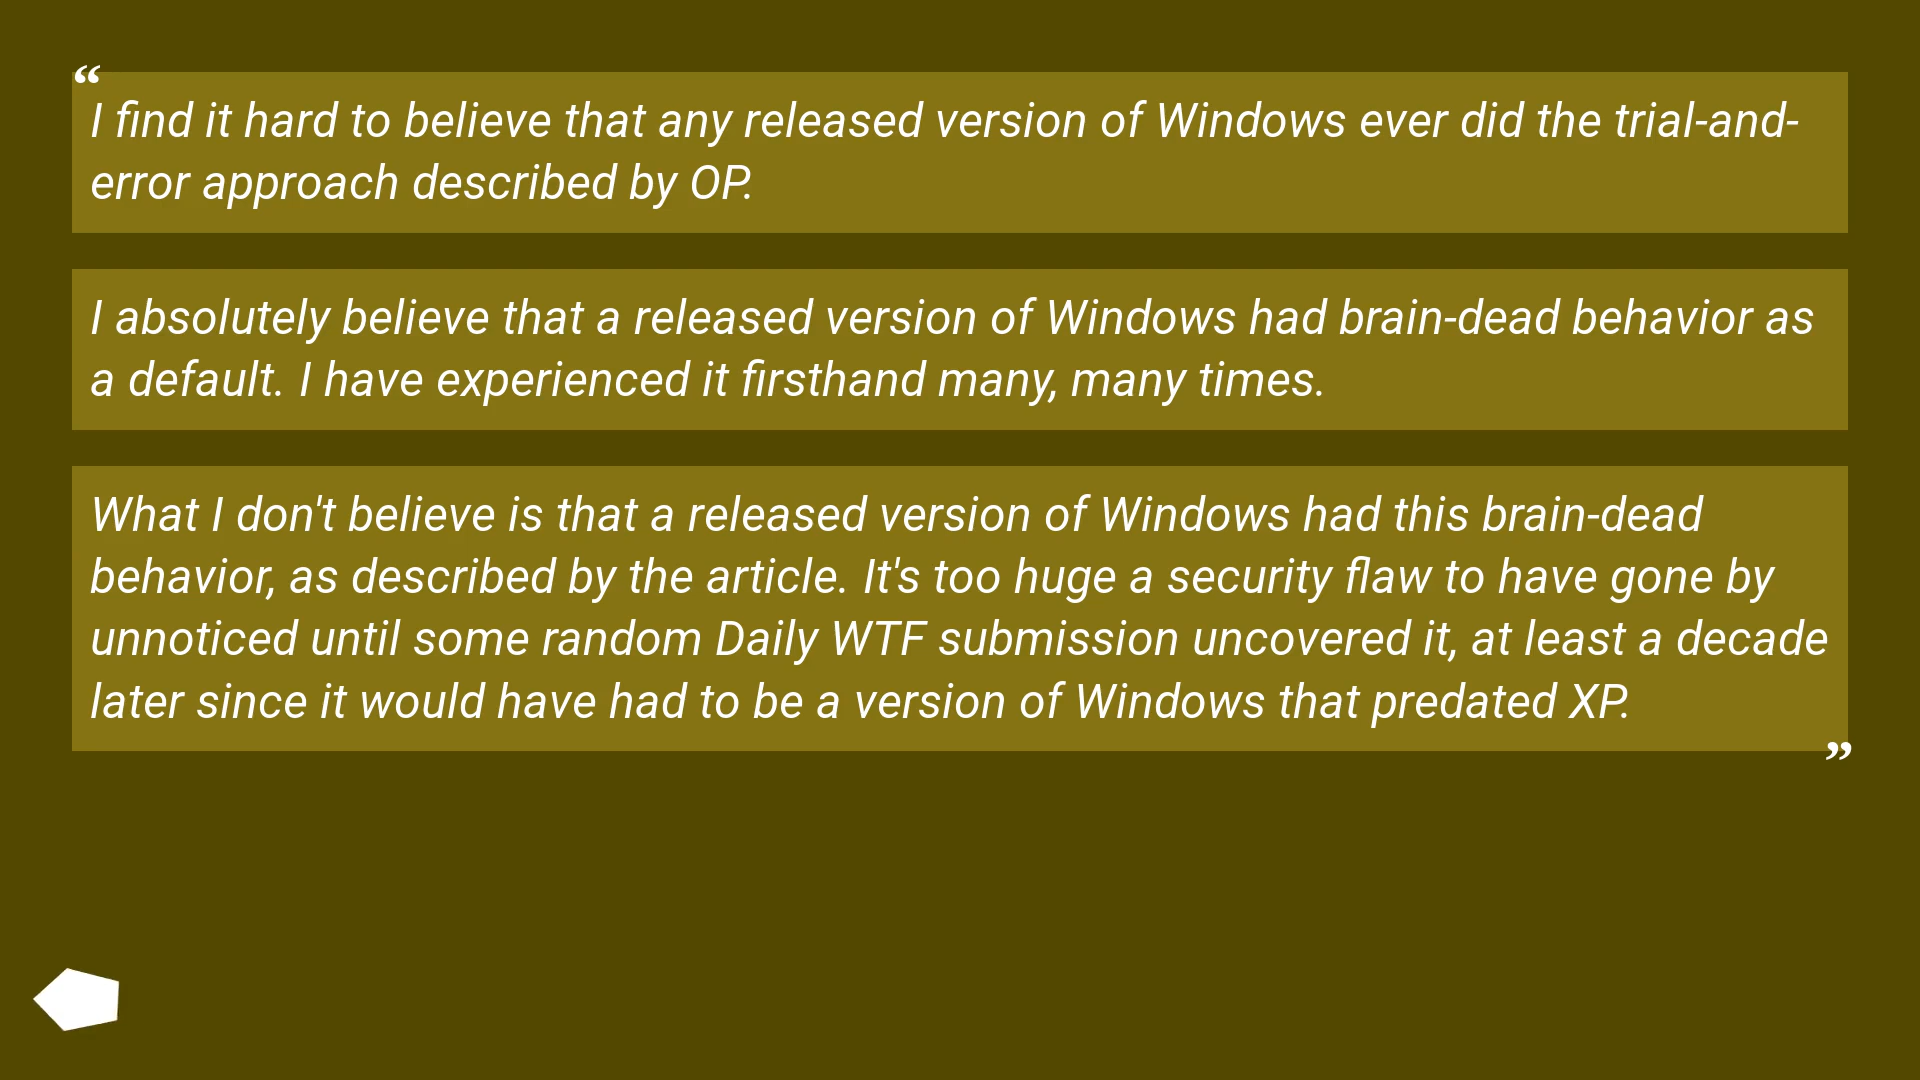 “
I find it hard to believe that any released version of Windows ever did the trial-and-
error approach described by OP.
I absolutely believe that a released version of Windows had brain-dead behavior as
a default. I have experienced it firsthand many, many times.
What I don't believe is that a released version of Windows had this brain-dead
behavior, as described by the article. It's too huge a security flaw to have gone by
unnoticed until some random Daily WTF submission uncovered it, at least a decade
later since it would have had to be a version of Windows that predated XP.
”